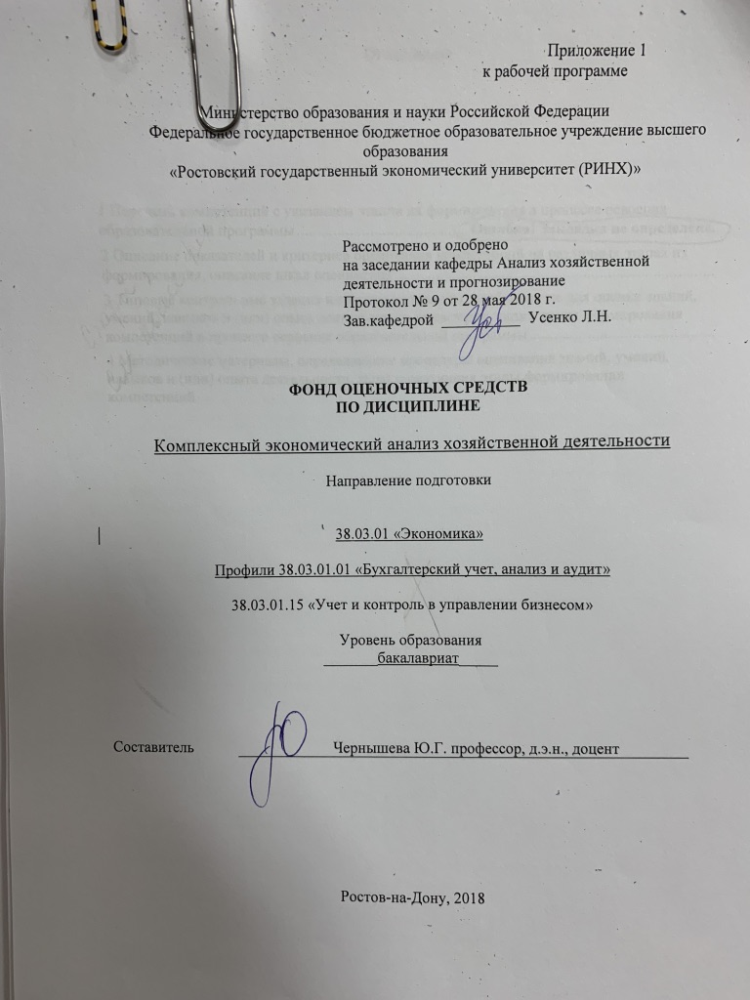 Приложение 1
к рабочей программе
Министерство образования и науки Российской Федерации
Федеральное государственное бюджетное образовательное учреждение высшего
образования
«Ростовский государственный экономический университет (РИНХ)»
Рассмотрено и одобрено
на заседании кафедры Анализ хозяйственной
деятельности и прогнозирование
Протокол № 9 от 28 мая 2018 г.
Зав.кафедрой Усенко Л.Н.
ФОНД ОЦЕНОЧНЫХ СРЕДСТВ
ПО ДИСЦИПЛИНЕ
Комплексный экономический анализ хозяйственной деятельности
Направление подготовки
38.03.01 «Экономика»
Профили 38.03.01.01 «Бухгалтерский учет, анализ и аудит»
38.03.01.15 «Учет и контроль в управлении бизнесом»
Уровень образования
бакалавриат
Составитель Чернышева Ю.Г. профессор, д.э.н., доцент
Ростов-на-Дону, 2018